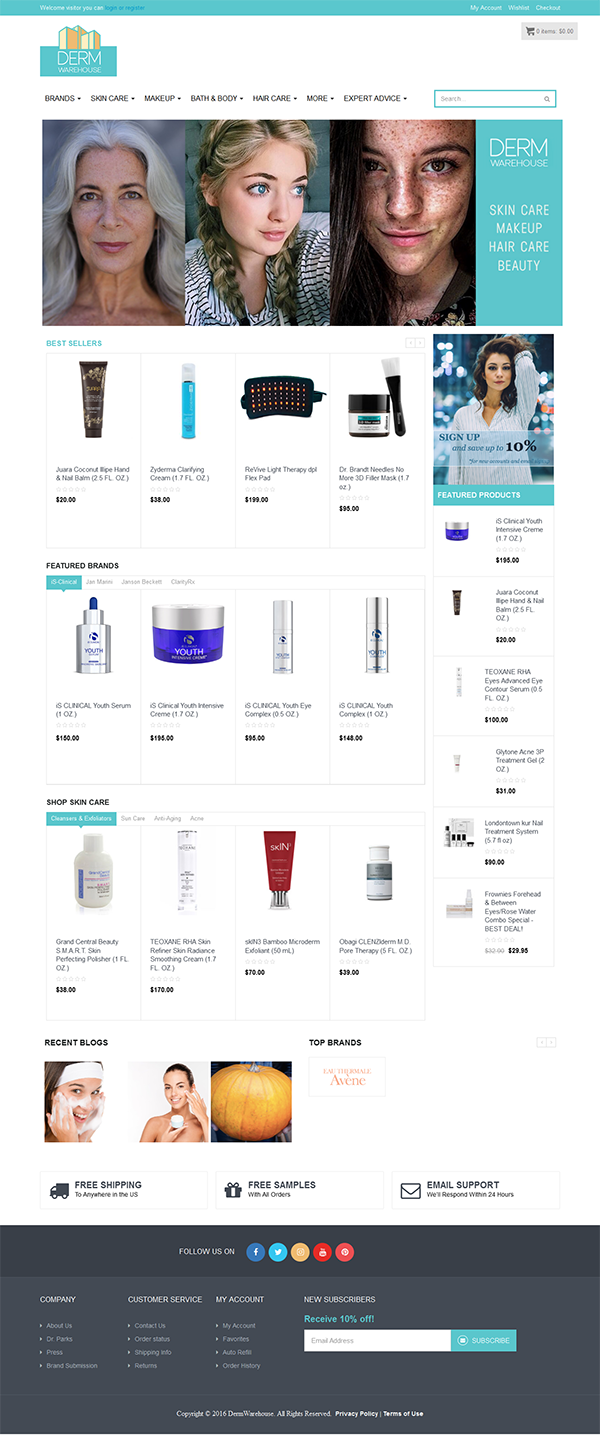 Welcome visitor you can login or register
My Account Wishlist Checkout
DERM
WAREHOUSE
0 items: $0.00
BRANDS SKIN CARE MAKEUP BATH & BODY HAIR CARE MORE EXPERT ADVICE
Search...
DERM
WAREHOUSE
SKIN CARE
MAKEUP
HAIR CARE
BEAUTY
BEST SELLERS
Juara Coconut Illipe Hand
& Nail Balm (2.5 FL. OZ.)
$20.00
Zyderma Clarifying
Cream (1.7 FL. OZ.)
$38.00
ReVive Light Therapy dpl
Flex Pad
$199.00
Dr. Brandt Needles No
More 3D Filler Mask (1.7
oz.)
$95.00
SIGN UP
and save up to 10%
*for new accounts and email signup
FEATURED PRODUCTS
iS Clinical Youth
Intensive Creme
(1.7 OZ.)
$195.00
Juara Coconut
Illipe Hand & Nail
Balm (2.5 FL.
OZ.)
$20.00
TEOXANE RHA
Eyes Advanced Eye
Contour Serum (0.5
FL. OZ.)
$100.00
Glytone Acne 3P
Treatment Gel (2
OZ.)
$31.00
Londontown kur Nail
Treatment System
(5.7 fl oz)
$90.00
Frownies Forehead
& Between
Eyes/Rose Water
Combo Special -
BEST DEAL!
$32.90 $29.95
FEATURED BRANDS
iS-Clinical Jan Marini Janson Beckett ClarityRx
YOUTH
YOUTH
INTENSIVE CREME
YOUTH
YOUTH
iS CLINICAL Youth Serum
(1 OZ.)
$150.00
iS Clinical Youth Intensive
Creme (1.7 OZ.)
$195.00
iS CLINICAL Youth Eye
Complex (0.5 OZ.)
$95.00
iS CLINICAL Youth
Complex (1 OZ.)
$148.00
SHOP SKIN CARE
Cleansers & Exfoliators Sun Care Anti-Aging Acne
skIN3
Grand Central Beauty
S.M.A.R.T. Skin
Perfecting Polisher (1 FL.
OZ.)
$38.00
TEOXANE RHA Skin
Refiner Skin Radiance
Smoothing Cream (1.7
OZ.)
$170.00
skIN3 Bamboo Microderm
Exfoliant (50 mL)
$70.00
Obagi CLENZIderm M.D.
Pore Therapy (5 FL. OZ.)
$39.00
RECENT BLOGS
TOP BRANDS
EAU THERMALE
Avène
FREE SHIPPING
To Anywhere in the US
FREE SAMPLES
With All Orders
EMAIL SUPPORT
We'll Respond Within 24 Hours
FOLLOW US ON
COMPANY
About Us
Dr. Parks
Press
Brand Submission
CUSTOMER SERVICE
Contact Us
Order status
Shipping Info
Returns
MY ACCOUNT
My Account
Favorites
Auto Refill
Order History
NEW SUBSCRIBERS
Receive 10% off!
Email Address
SUBSCRIBE
Copyright © 2016 DermWarehouse. All Rights Reserved. Privacy Policy | Terms of Use